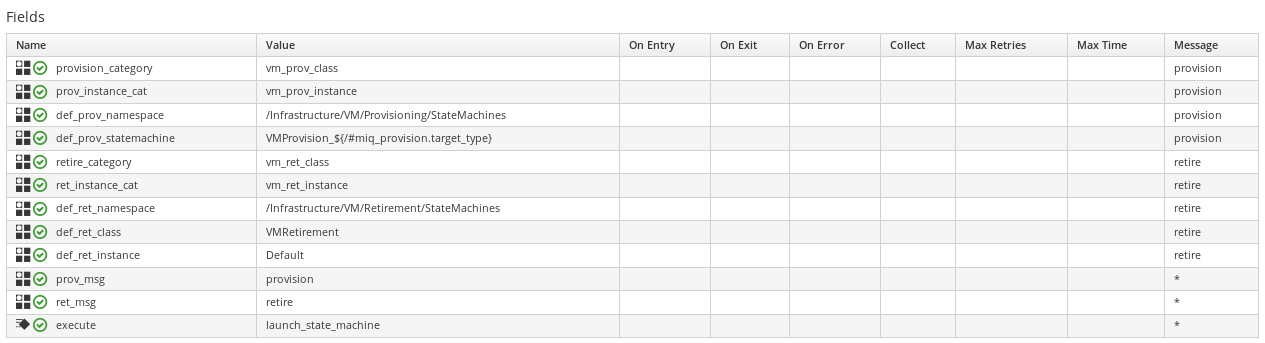 Fields
Name Value On Entry On Exit On Error Collect Max Retries Max Time Message
provision_category vm_prov_class provision
prov_instance_cat vm_prov_instance provision
def_prov_namespace /Infrastructure/VM/Provisioning/StateMachines provision
def_prov_statemachine VMProvision_${/#miq_provision.target_type} provision
retire_category vm_ret_class retire
ret_instance_cat vm_ret_instance retire
def_ret_namespace /Infrastructure/VM/Retirement/StateMachines retire
def_ret_class VMRetirement retire
def_ret_instance Default retire
prov_msg provision *
ret_msg retire *
execute launch_state_machine *